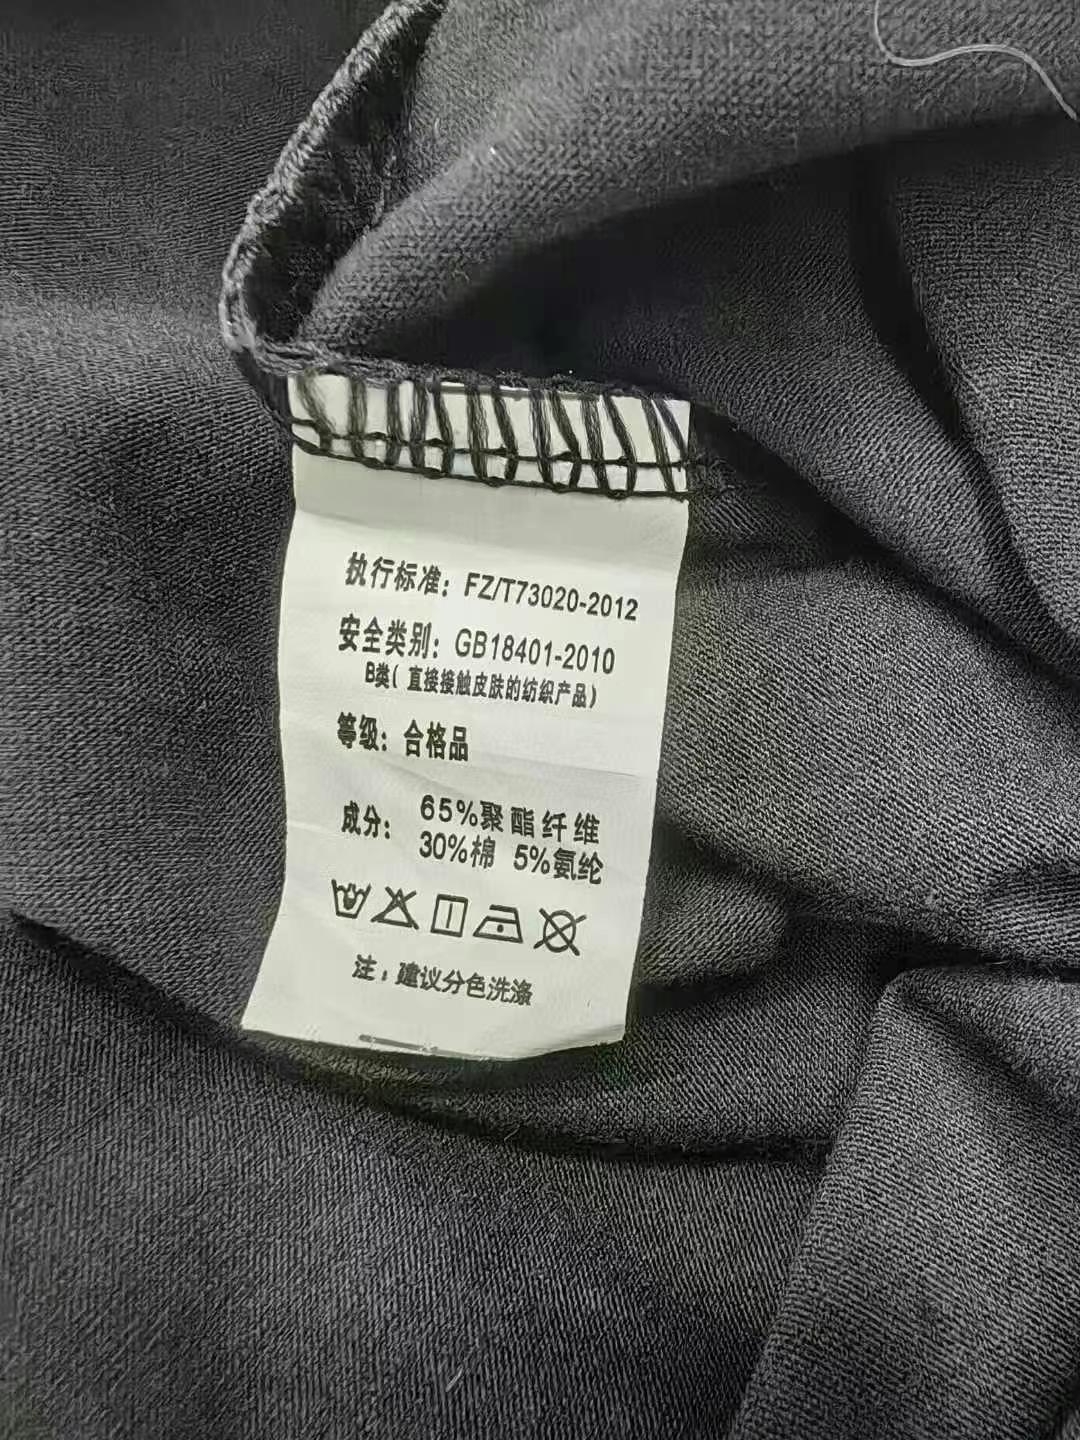 执行标准：FZ/T73020-2012
安全类别：GB18401-2010
B类（直接接触皮肤的纺织产品）
等级：合格品
成分：65%聚酯纤维
30%棉 5%氨纶
注：建议分色洗涤